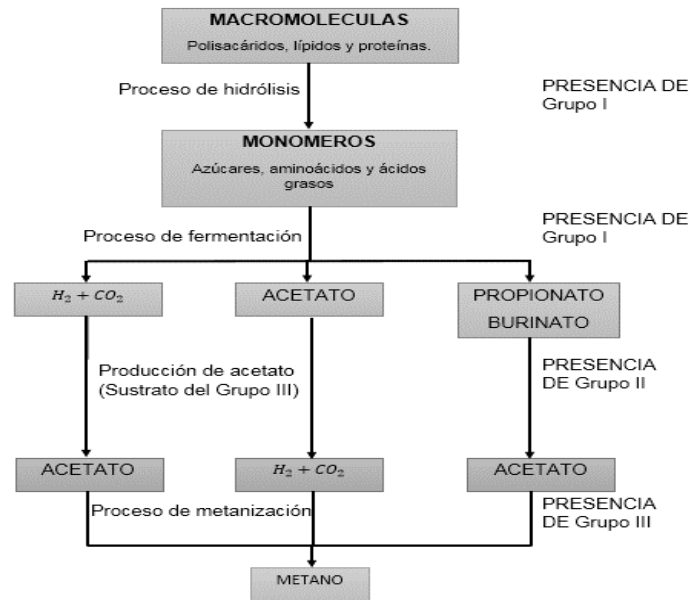 MACROMOLECULAS
Polisacáridos, lípidos y proteínas.
Proceso de hidrólisis
PRESENCIA DE
Grupo I
MONOMEROS
Azúcares, aminoácidos y ácidos
grasos
Proceso de fermentación
PRESENCIA DE
Grupo I
H₂ + CO₂
ACETATO
PROPIONATO
BURINATO
Producción de acetato
(Sustrato del Grupo III)
PRESENCIA
DE Grupo II
ACETATO
H₂ + CO₂
ACETATO
Proceso de metanización
PRESENCIA
DE Grupo III
METANO